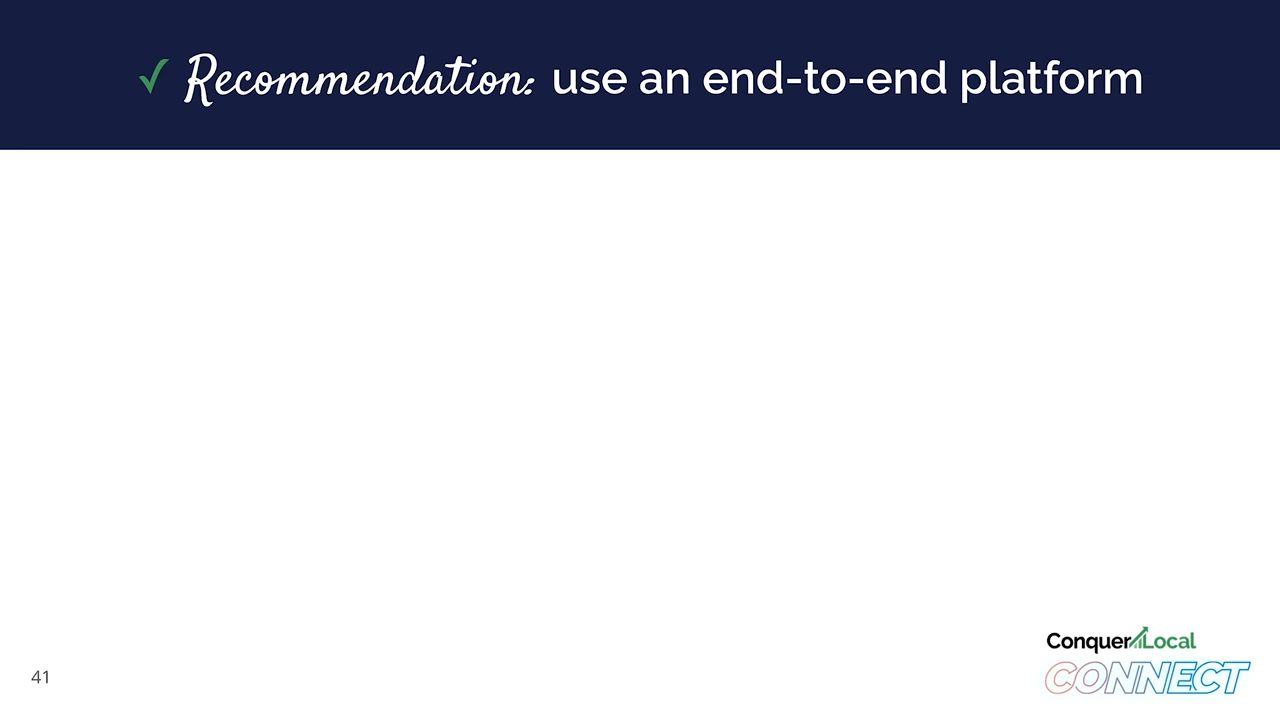 ✓ Recommendation: use an end-to-end platform
ConquerLocal
CONNECT
41